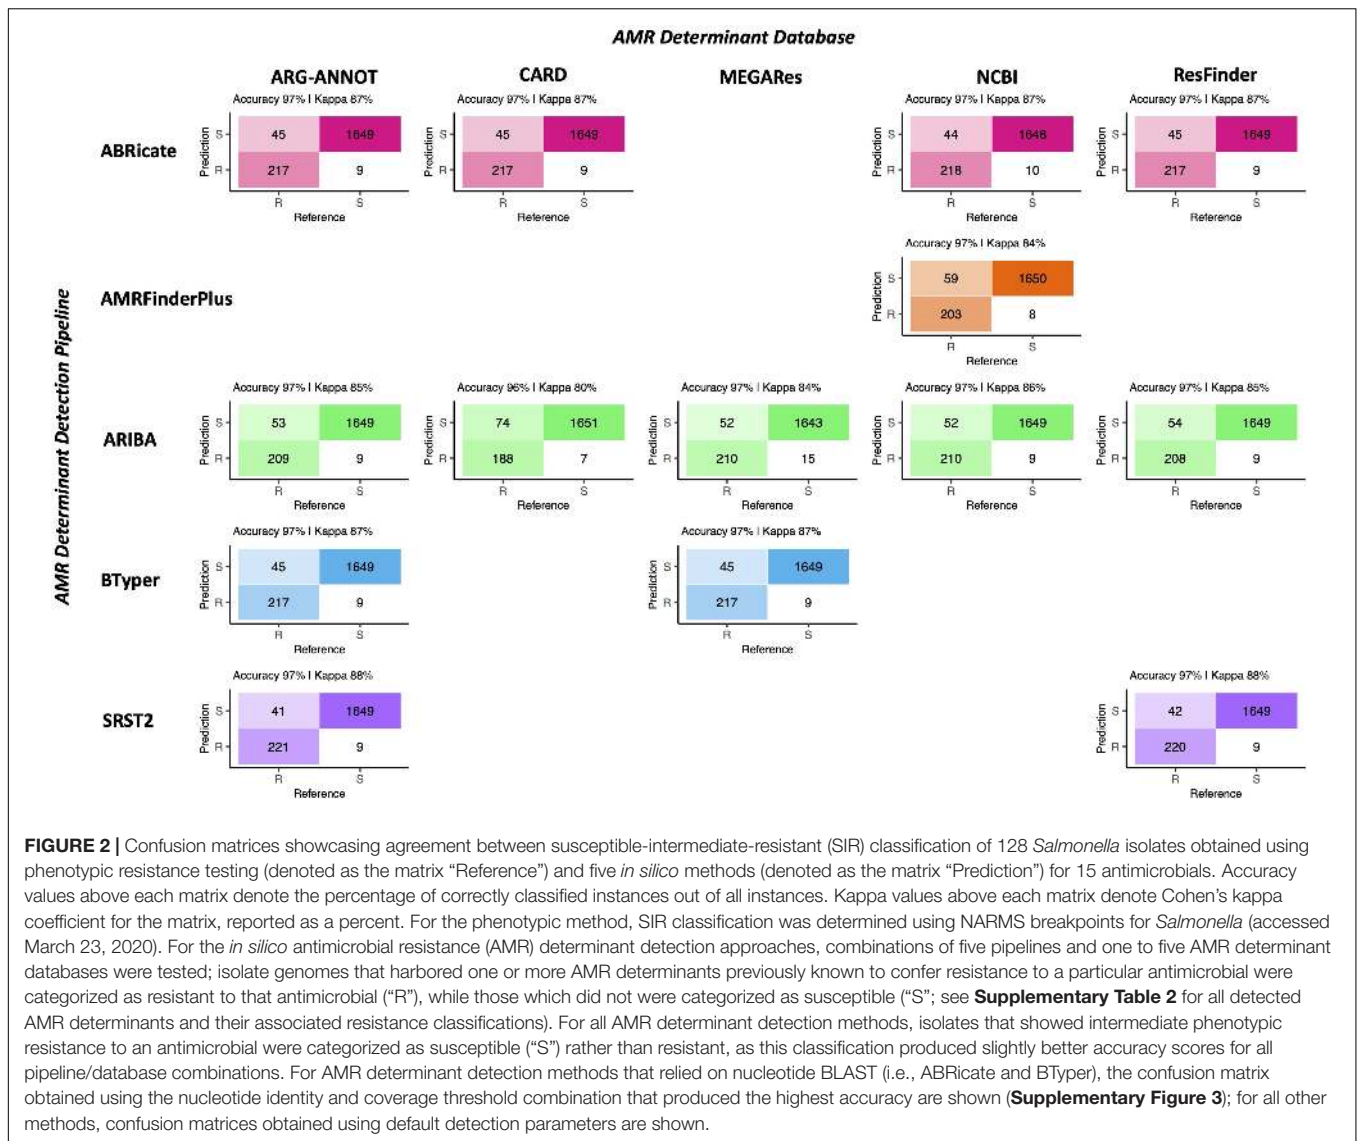 AMR Determinant Database
ARG-ANNOT CARD MEGARes NCBI ResFinder
AMR Determinant Detection Pipeline
ABRicate
Accuracy 97% | Kappa 87%
Prediction
S 45 1649
R 217 9
R S
Reference
Accuracy 97% | Kappa 87%
Prediction
S 45 1649
R 217 9
R S
Reference
Accuracy 97% | Kappa 87%
Prediction
S 44 1648
R 218 10
R S
Reference
Accuracy 97% | Kappa 87%
Prediction
S 45 1649
R 217 9
R S
Reference
AMRFinderPlus
Accuracy 97% | Kappa 84%
Prediction
S 59 1650
R 203 8
R S
Reference
ARIBA
Accuracy 97% | Kappa 85%
Prediction
S 53 1649
R 209 9
R S
Reference
Accuracy 96% | Kappa 80%
Prediction
S 74 1651
R 188 7
R S
Reference
Accuracy 97% | Kappa 84%
Prediction
S 52 1643
R 210 15
R S
Reference
Accuracy 97% | Kappa 86%
Prediction
S 52 1649
R 210 9
R S
Reference
Accuracy 97% | Kappa 85%
Prediction
S 54 1649
R 208 9
R S
Reference
BTyper
Accuracy 97% | Kappa 87%
Prediction
S 45 1649
R 217 9
R S
Reference
Accuracy 97% | Kappa 87%
Prediction
S 45 1649
R 217 9
R S
Reference
SRST2
Accuracy 97% | Kappa 88%
Prediction
S 41 1649
R 221 9
R S
Reference
Accuracy 97% | Kappa 88%
Prediction
S 42 1649
R 220 9
R S
Reference
FIGURE 2 | Confusion matrices showcasing agreement between susceptible-intermediate-resistant (SIR) classification of 128 Salmonella isolates obtained using
phenotypic resistance testing (denoted as the matrix “Reference”) and five in silico methods (denoted as the matrix “Prediction”) for 15 antimicrobials. Accuracy
values above each matrix denote the percentage of correctly classified instances out of all instances. Kappa values above each matrix denote Cohen’s kappa
coefficient for the matrix, reported as a percent. For the phenotypic method, SIR classification was determined using NARMS breakpoints for Salmonella (accessed
March 23, 2020). For the in silico antimicrobial resistance (AMR) determinant detection approaches, combinations of five pipelines and one to five AMR determinant
databases were tested; isolate genomes that harbored one or more AMR determinants previously known to confer resistance to a particular antimicrobial were
categorized as resistant to that antimicrobial (“R”), while those which did not were categorized as susceptible (“S”; see Supplementary Table 2 for all detected
AMR determinants and their associated resistance classifications). For all AMR determinant detection methods, isolates that showed intermediate phenotypic
resistance to an antimicrobial were categorized as susceptible (“S”) rather than resistant, as this classification produced slightly better accuracy scores for all
pipeline/database combinations. For AMR determinant detection methods that relied on nucleotide BLAST (i.e., ABRicate and BTyper), the confusion matrix
obtained using the nucleotide identity and coverage threshold combination that produced the highest accuracy are shown (Supplementary Figure 3); for all other
methods, confusion matrices obtained using default detection parameters are shown.